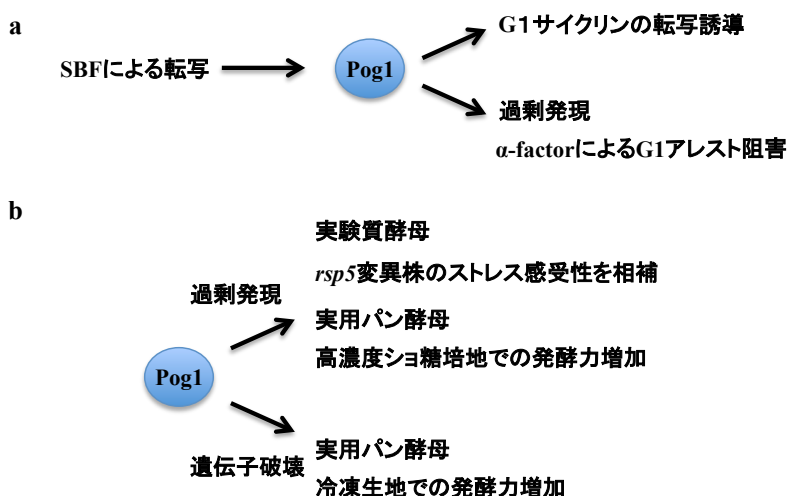 a
G1サイクリンの転写誘導
SBFによる転写
Pog1
過剰発現
α-factorによるG1アレスト阻害
b
実験質酵母
rsp5変異株のストレス感受性を相補
過剰発現
実用パン酵母
高濃度ショ糖培地での発酵力増加
Pog1
遺伝子破壊
実用パン酵母
冷凍生地での発酵力増加